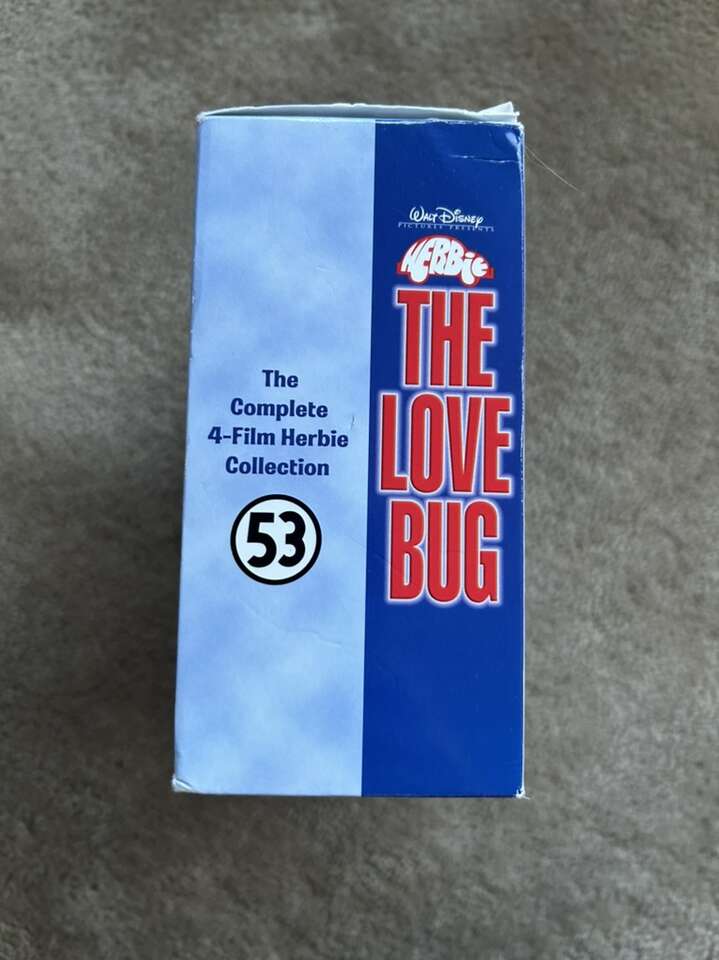 The
Complete
4-Film Herbie
Collection
53
WALT DISNEY
PICTURES PRESENTS
HERBIE
THE
LOVE
BUG